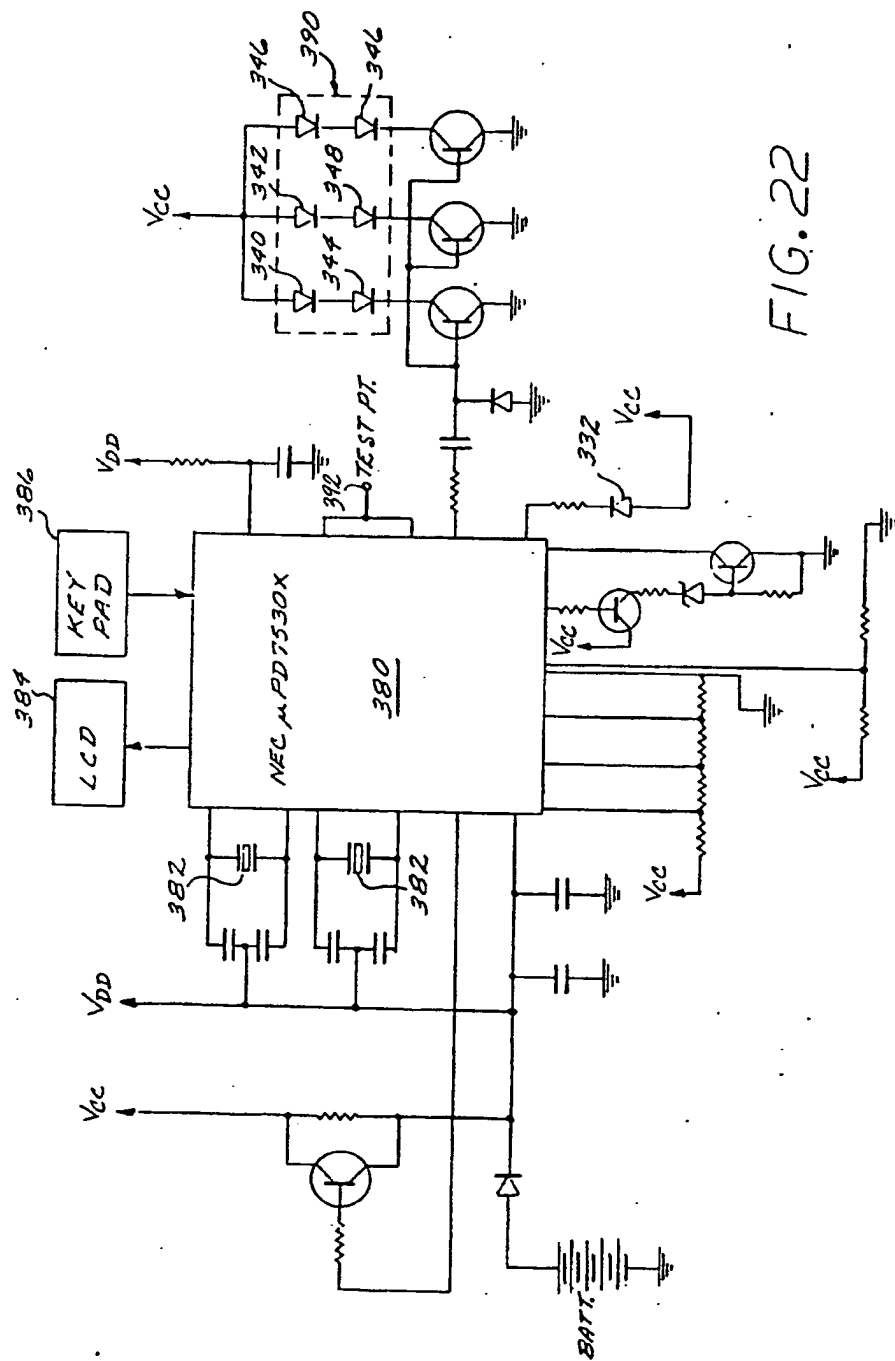 346
390
346
342
348
340
344
VCC
VDD
392
TEST PT.
386
KEY
PAD
384
LCD
NEC μPD7530X
380
382
382
VDD
VCC
BATT.
VCC
VCC
VCC
332
VCC
FIG. 22